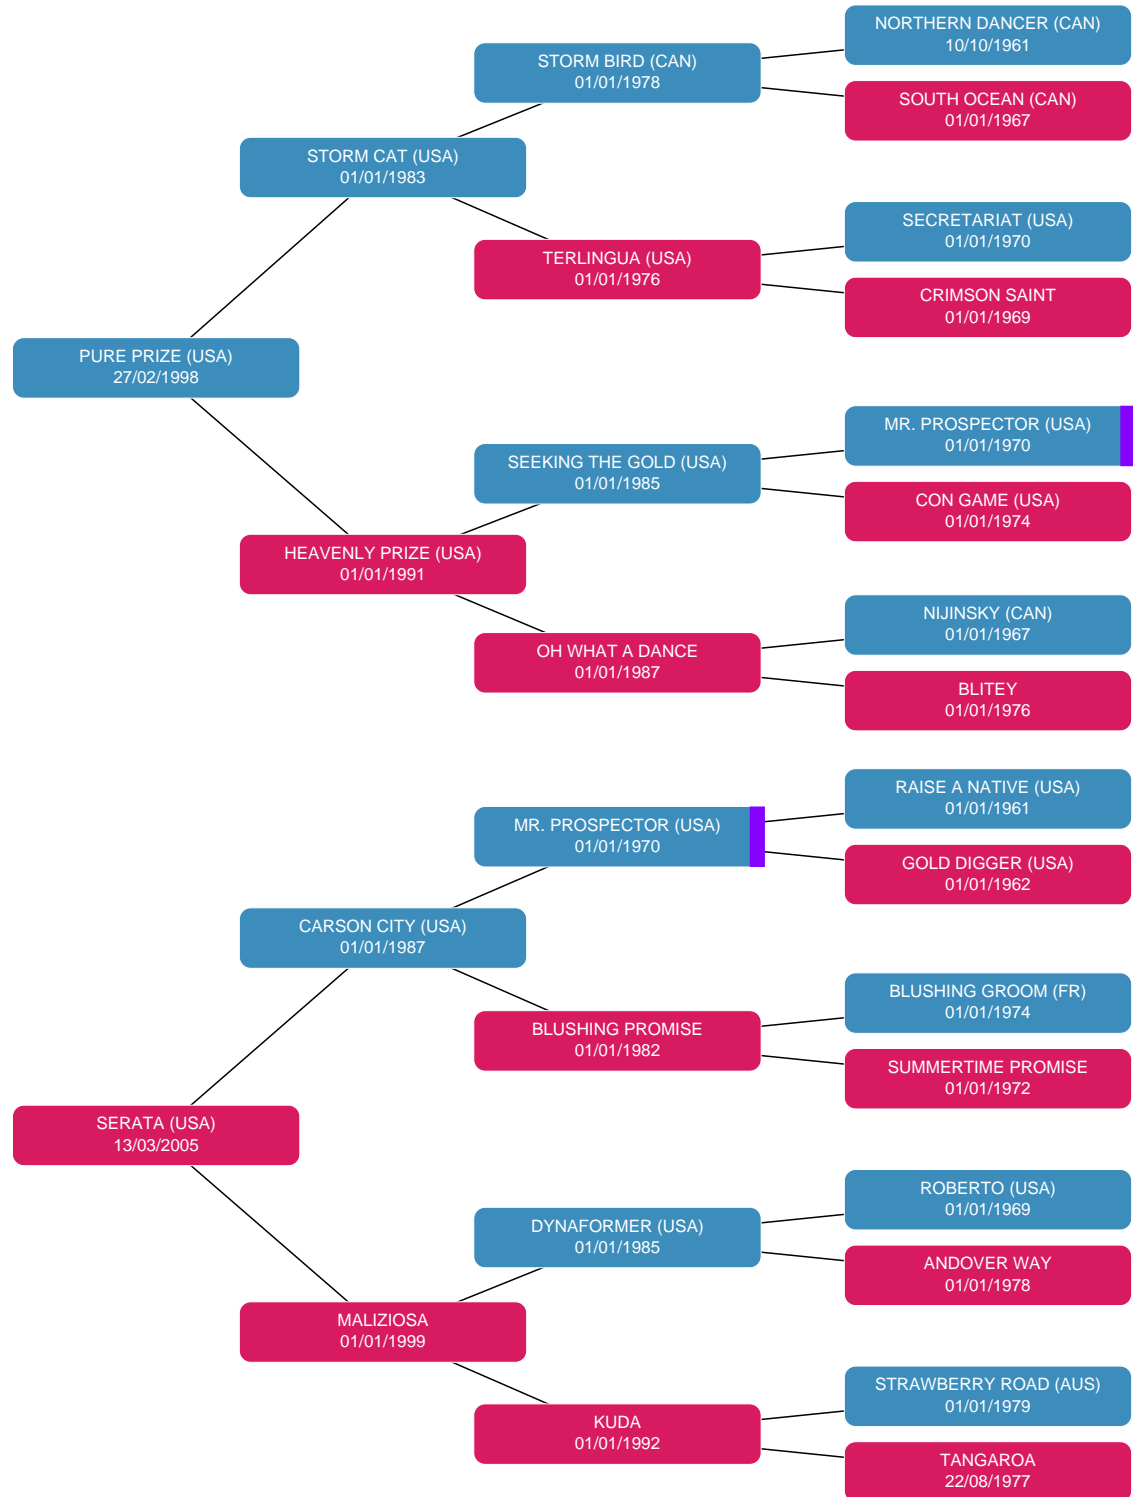 NORTHERN DANCER (CAN)
10/10/1961
STORM BIRD (CAN)
01/01/1978
SOUTH OCEAN (CAN)
01/01/1967
STORM CAT (USA)
01/01/1983
SECRETARIAT (USA)
01/01/1970
TERLINGUA (USA)
01/01/1976
CRIMSON SAINT
01/01/1969
PURE PRIZE (USA)
27/02/1998
MR. PROSPECTOR (USA)
01/01/1970
SEEKING THE GOLD (USA)
01/01/1985
CON GAME (USA)
01/01/1974
HEAVENLY PRIZE (USA)
01/01/1991
NIJINSKY (CAN)
01/01/1967
OH WHAT A DANCE
01/01/1987
BLITEY
01/01/1976
RAISE A NATIVE (USA)
01/01/1961
MR. PROSPECTOR (USA)
01/01/1970
GOLD DIGGER (USA)
01/01/1962
CARSON CITY (USA)
01/01/1987
BLUSHING GROOM (FR)
01/01/1974
BLUSHING PROMISE
01/01/1982
SUMMERTIME PROMISE
01/01/1972
SERATA (USA)
13/03/2005
ROBERTO (USA)
01/01/1969
DYNAFORMER (USA)
01/01/1985
ANDOVER WAY
01/01/1978
MALIZIOSA
01/01/1999
STRAWBERRY ROAD (AUS)
01/01/1979
KUDA
01/01/1992
TANGAROA
22/08/1977